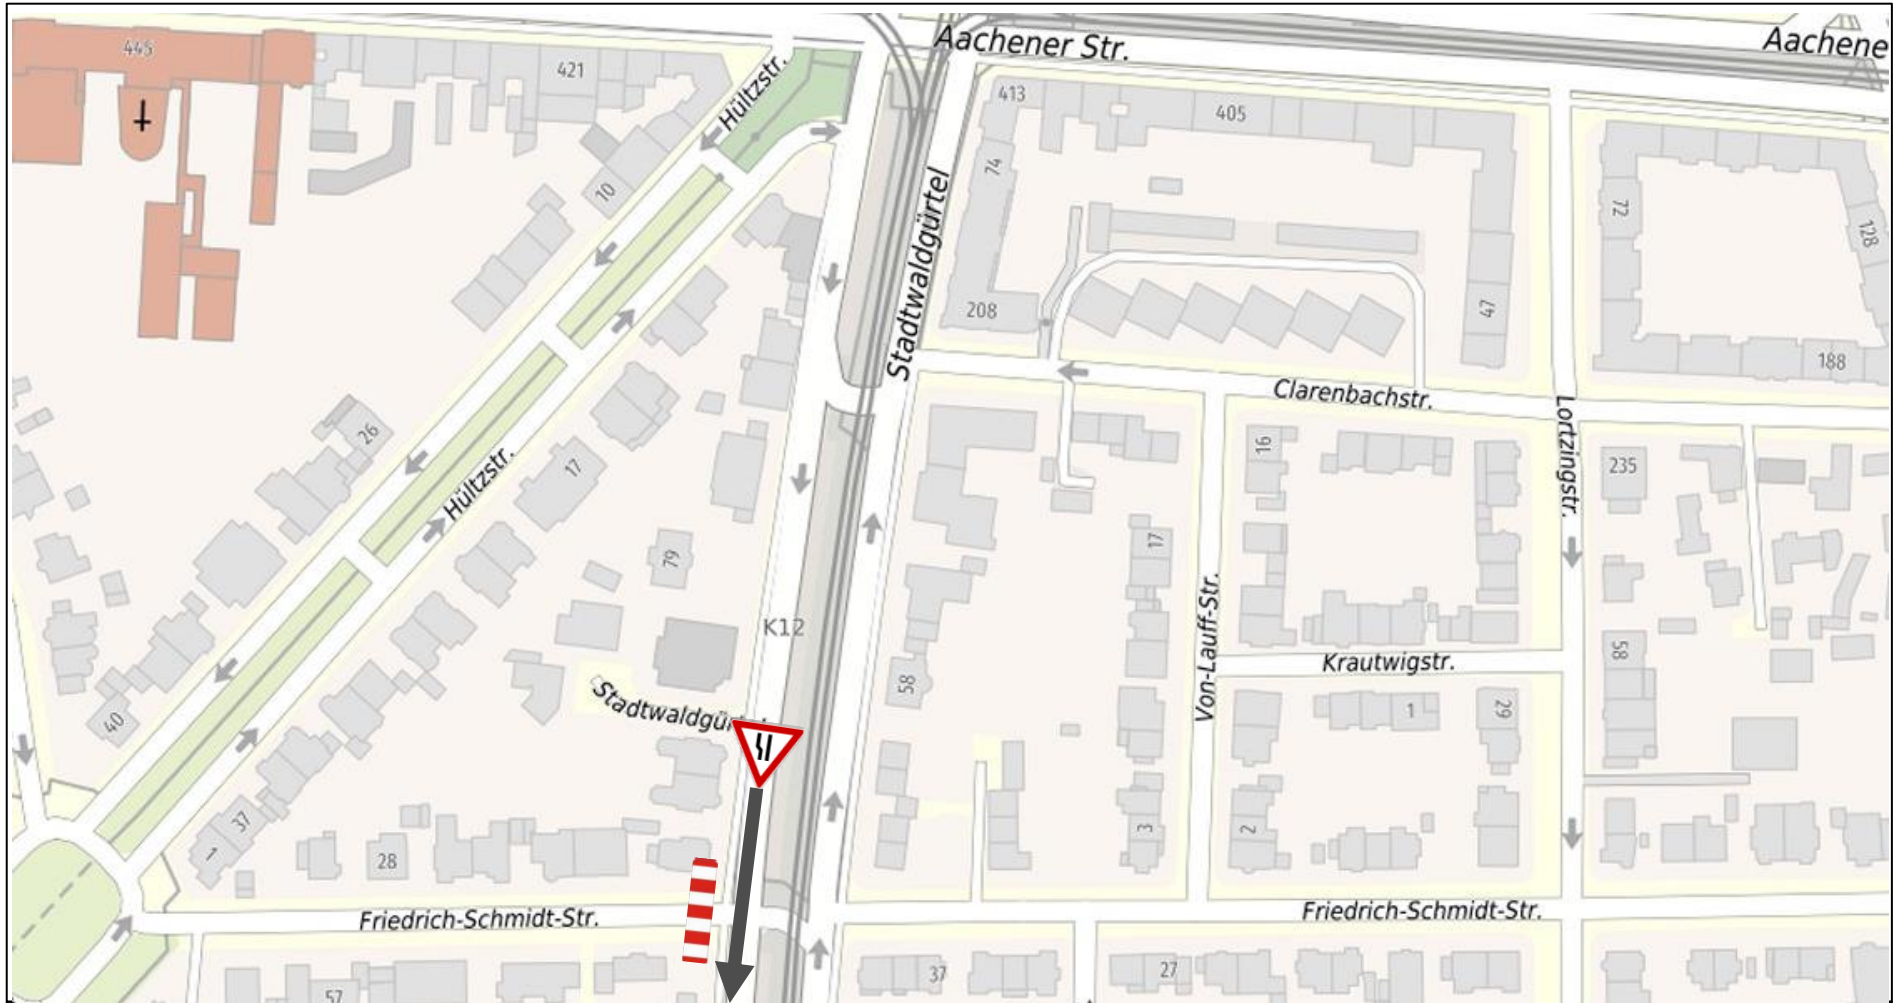 445
421
Hültzstr.
Aachener Str.
Aachene
413
405
74
72
128
10
Stadtwaldgürtel
208
47
188
Clarenbachstr.
Lortzingstr.
26
Hültzstr.
17
16
235
79
17
K12
Von-Lauff-Str.
58
58
Krautwigstr.
Stadtwaldgür
40
1
29
37
1
28
3
2
Friedrich-Schmidt-Str.
Friedrich-Schmidt-Str.
57
37
27